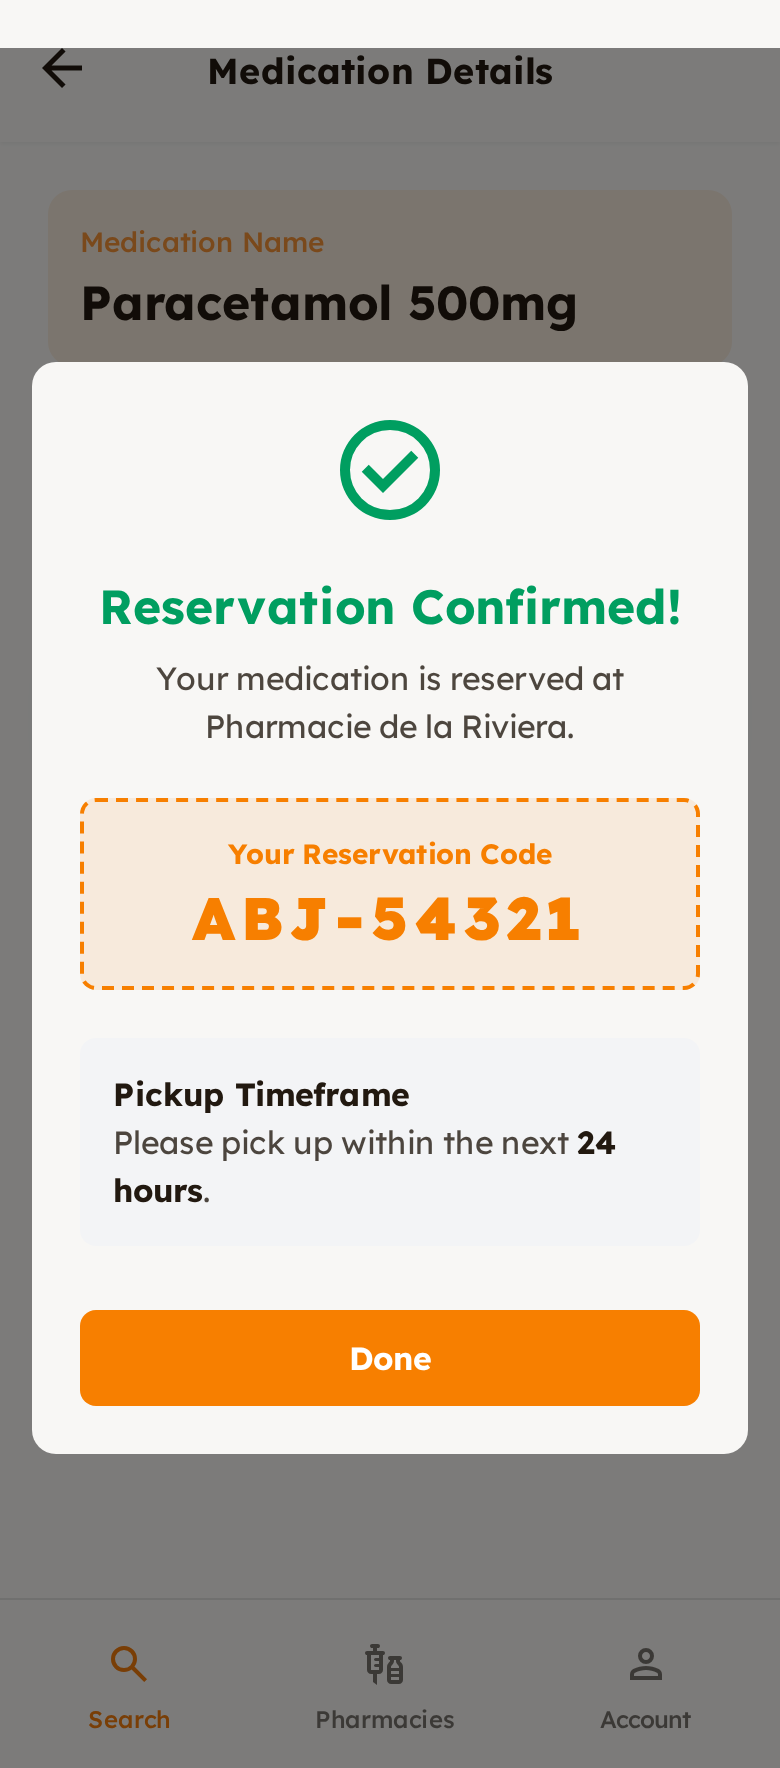 Medication Details
Medication Name
Paracetamol 500mg
Reservation Confirmed!
Your medication is reserved at
Pharmacie de la Riviera.
Your Reservation Code
ABJ-54321
Pickup Timeframe
Please pick up within the next 24
hours.
Done
Search
Pharmacies
Account